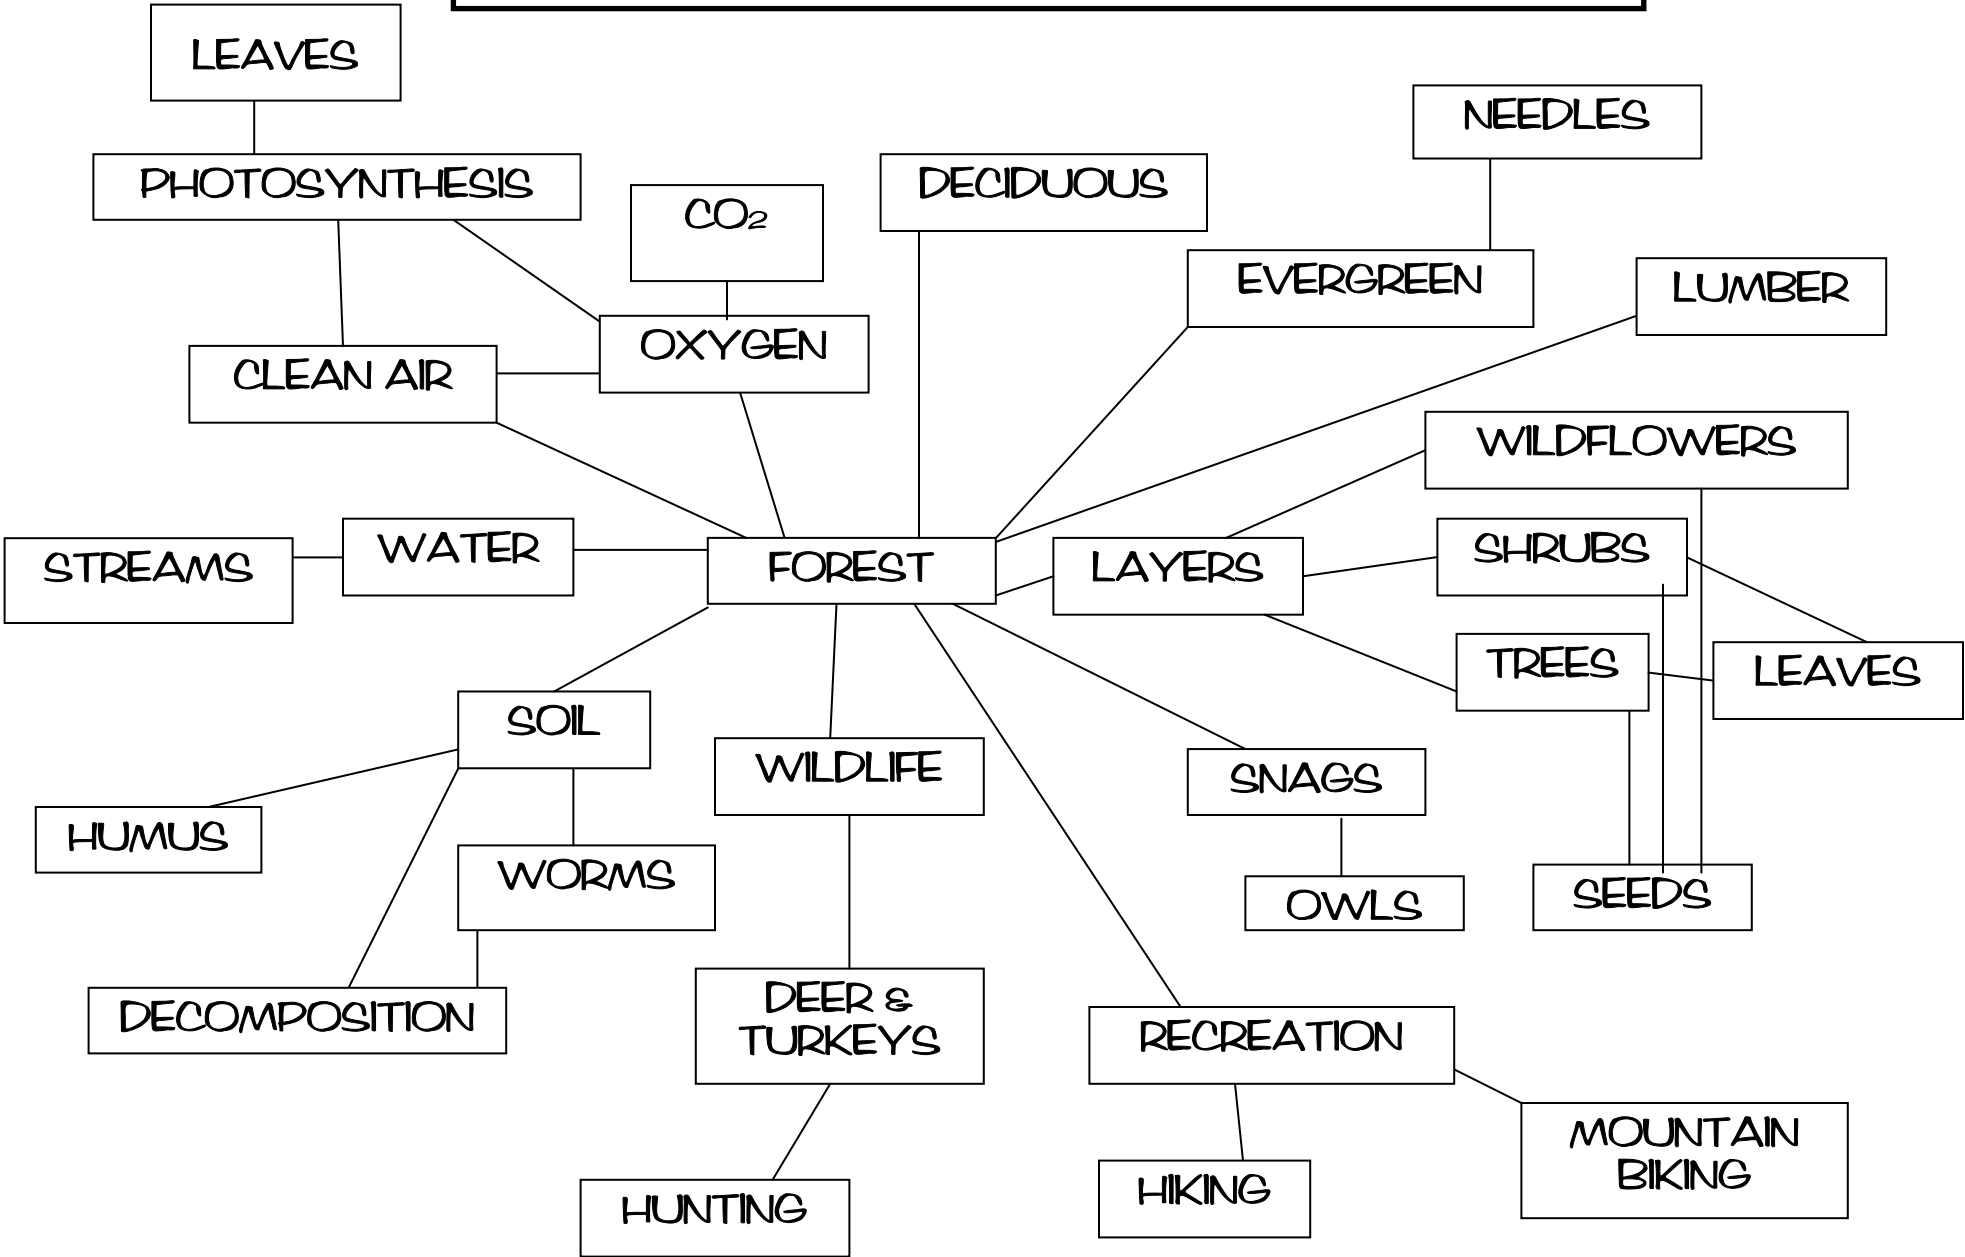 LEAVES
NEEDLES
PHOTOSYNTHESIS
DECIDUOUS
CO₂
EVERGREEN
LUMBER
OXYGEN
CLEAN AIR
WILDFLOWERS
STREAMS
WATER
FOREST
LAYERS
SHRUBS
TREES
LEAVES
SOIL
WILDLIFE
SNAGS
HUMUS
WORMS
OWLS
SEEDS
DECOMPOSITION
DEER &
TURKEYS
RECREATION
MOUNTAIN
BIKING
HIKING
HUNTING